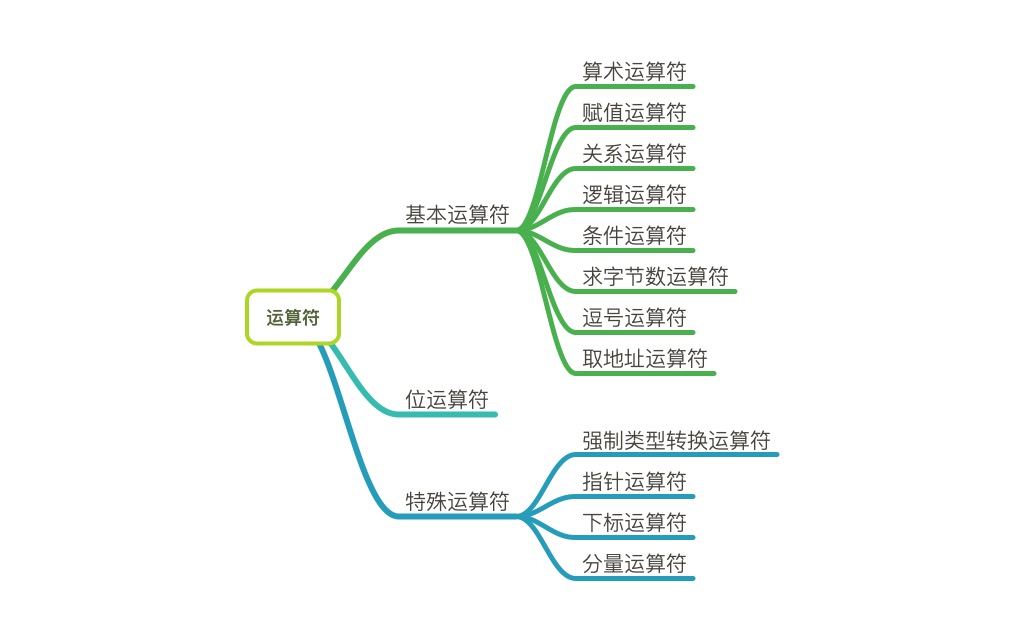 运算符
基本运算符
算术运算符
赋值运算符
关系运算符
逻辑运算符
条件运算符
求字节数运算符
逗号运算符
取地址运算符
位运算符
特殊运算符
强制类型转换运算符
指针运算符
下标运算符
分量运算符